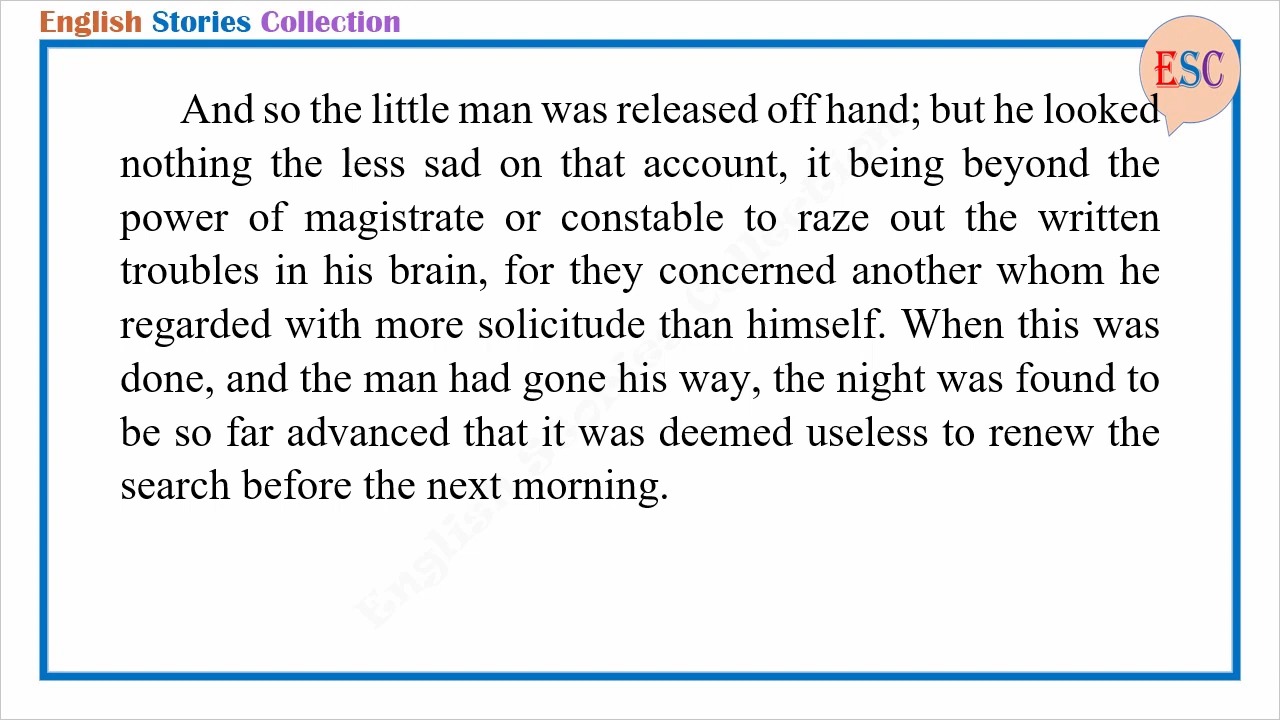 English Stories Collection
ESC
And so the little man was released off hand; but he looked
nothing the less sad on that account, it being beyond the
power of magistrate or constable to raze out the written
troubles in his brain, for they concerned another whom he
regarded with more solicitude than himself. When this was
done, and the man had gone his way, the night was found to
be so far advanced that it was deemed useless to renew the
search before the next morning.
English Stories Collection